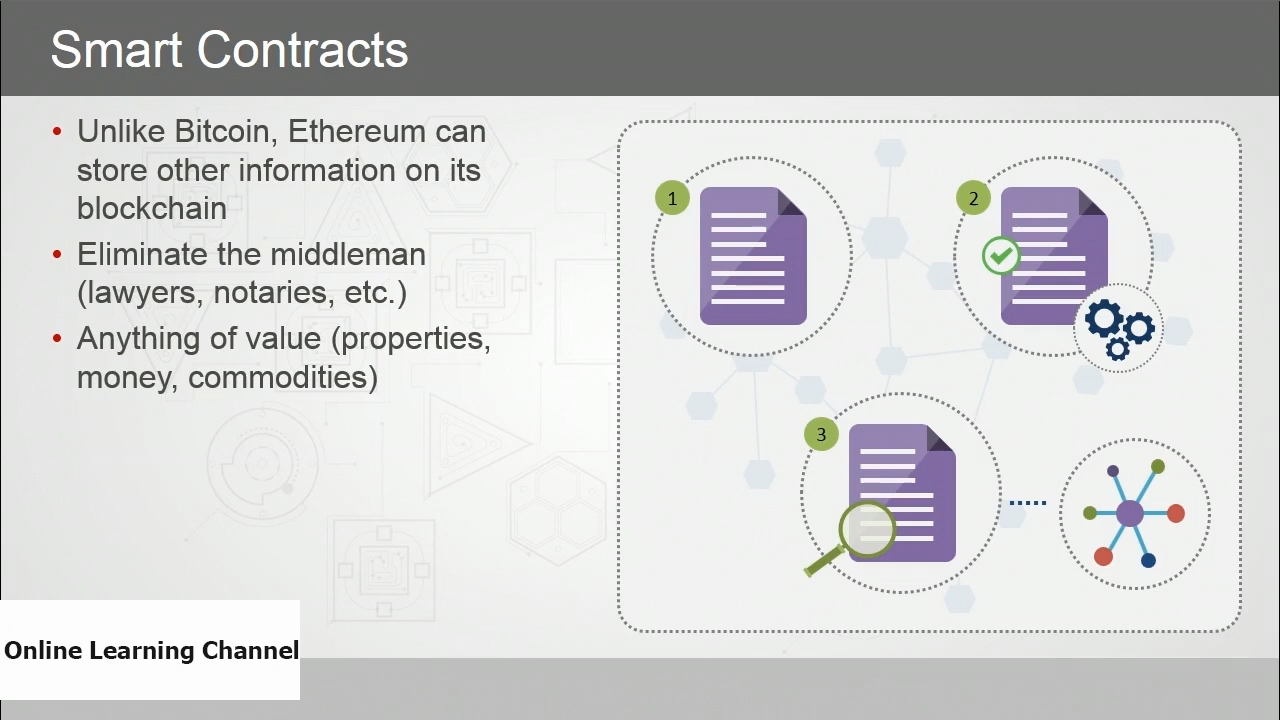 Smart Contracts
• Unlike Bitcoin, Ethereum can
store other information on its
blockchain
• Eliminate the middleman
(lawyers, notaries, etc.)
• Anything of value (properties,
money, commodities)
1
2
3
Online Learning Channel